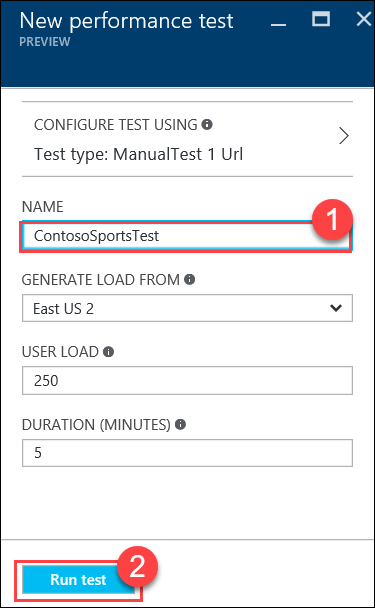 New performance test
PREVIEW
CONFIGURE TEST USING
Test type: ManualTest 1 Url
NAME
1
ContosoSportsTest
GENERATE LOAD FROM
East US 2
USER LOAD
250
DURATION (MINUTES)
5
2
Run test